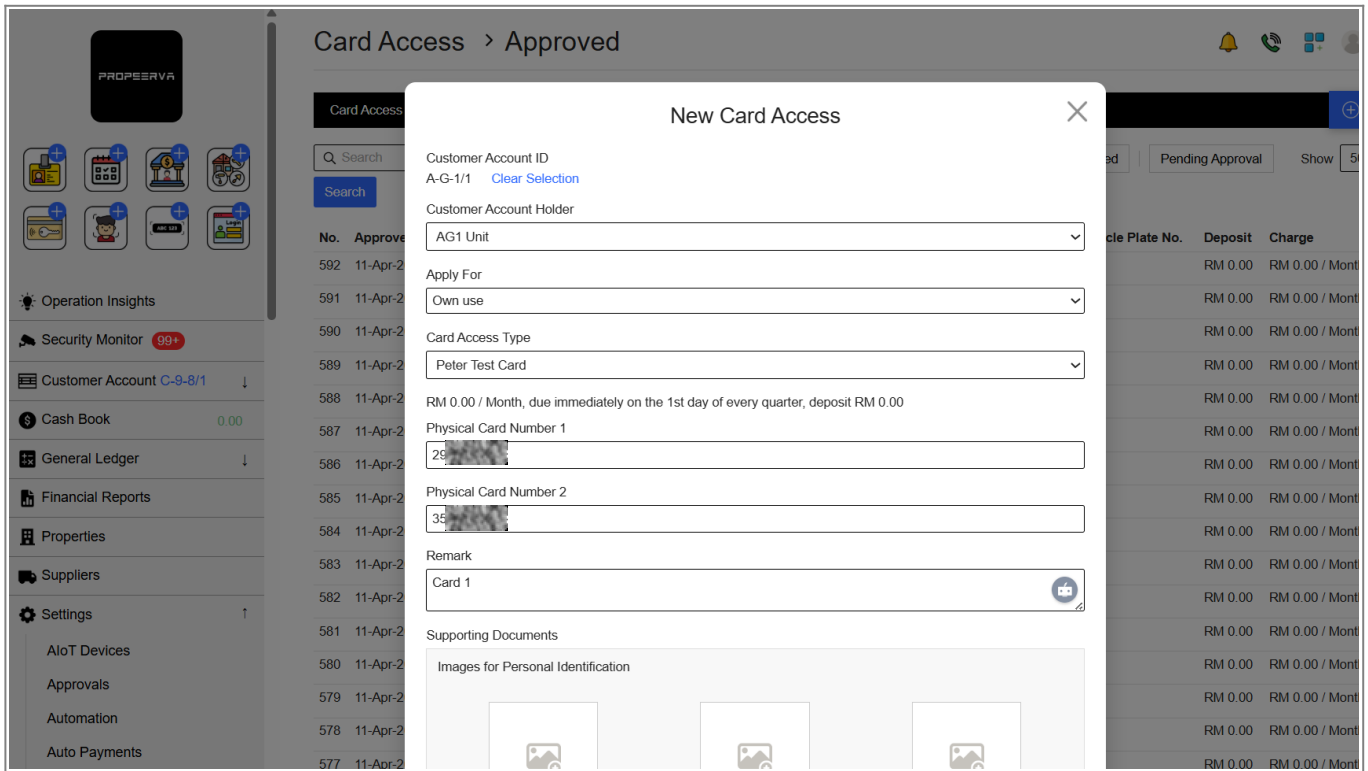 PROPSERVA
Operation Insights
Security Monitor 99+
Customer Account C-9-8/1 ↓
Cash Book 0.00
General Ledger ↓
Financial Reports
Properties
Suppliers
Settings ↑
AIoT Devices
Approvals
Automation
Auto Payments
Card Access > Approved
Card Access
Search
ed
Pending Approval
Show 5
Search
No. Approve cle Plate No. Deposit Charge
592 11-Apr-2 RM 0.00 RM 0.00 / Mont
591 11-Apr-2 RM 0.00 RM 0.00 / Mont
590 11-Apr-2 RM 0.00 RM 0.00 / Mont
589 11-Apr-2 RM 0.00 RM 0.00 / Mont
588 11-Apr-2 RM 0.00 RM 0.00 / Mont
587 11-Apr-2 RM 0.00 RM 0.00 / Mont
586 11-Apr-2 RM 0.00 RM 0.00 / Mont
585 11-Apr-2 RM 0.00 RM 0.00 / Mont
584 11-Apr-2 RM 0.00 RM 0.00 / Mont
583 11-Apr-2 RM 0.00 RM 0.00 / Mont
582 11-Apr-2 RM 0.00 RM 0.00 / Mont
581 11-Apr-2 RM 0.00 RM 0.00 / Mont
580 11-Apr-2 RM 0.00 RM 0.00 / Mont
579 11-Apr-2 RM 0.00 RM 0.00 / Mont
578 11-Apr-2 RM 0.00 RM 0.00 / Mont
577 11-Apr-2 RM 0.00 RM 0.00 / Mont
New Card Access
Customer Account ID
A-G-1/1 Clear Selection
Customer Account Holder
AG1 Unit
Apply For
Own use
Card Access Type
Peter Test Card
RM 0.00 / Month, due immediately on the 1st day of every quarter, deposit RM 0.00
Physical Card Number 1
29
Physical Card Number 2
35
Remark
Card 1
Supporting Documents
Images for Personal Identification